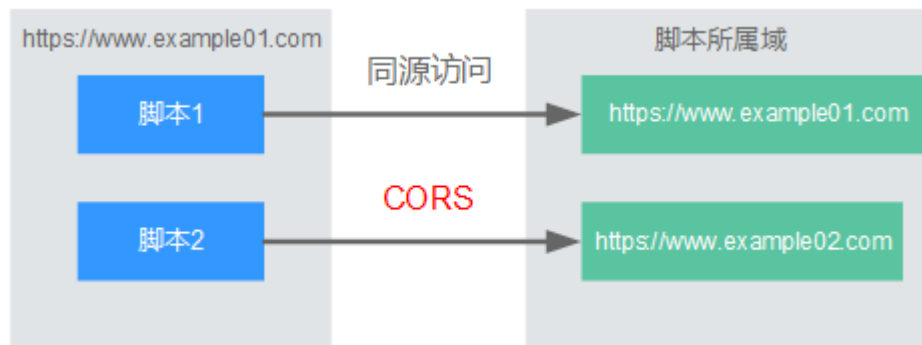 https://www.example01.com
脚本所属域
同源访问
脚本1
https://www.example01.com
CORS
脚本2
https://www.example02.com